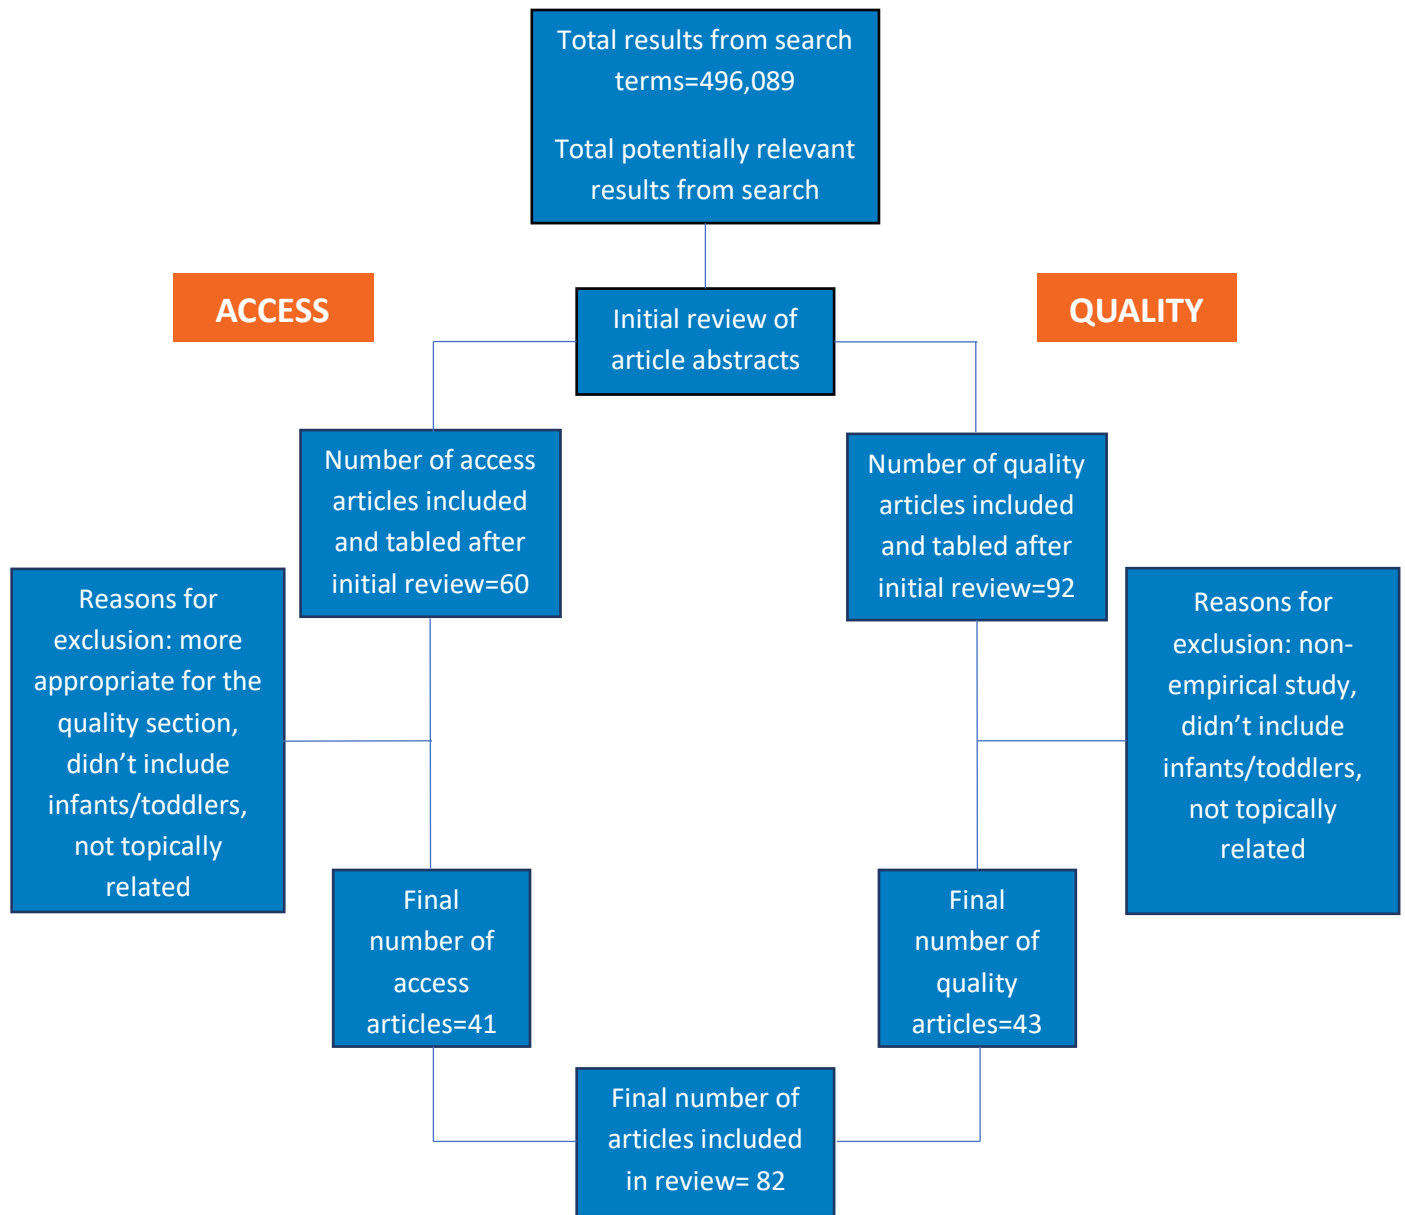 Total results from search
terms=496,089
Total potentially relevant
results from search
ACCESS
QUALITY
Initial review of
article abstracts
Number of access
articles included
and tabled after
initial review=60
Number of quality
articles included
and tabled after
initial review=92
Reasons for
exclusion: more
appropriate for the
quality section,
didn’t include
infants/toddlers,
not topically
related
Reasons for
exclusion: non-
empirical study,
didn’t include
infants/toddlers,
not topically
related
Final
number of
access
articles=41
Final
number of
quality
articles=43
Final number of
articles included
in review= 82